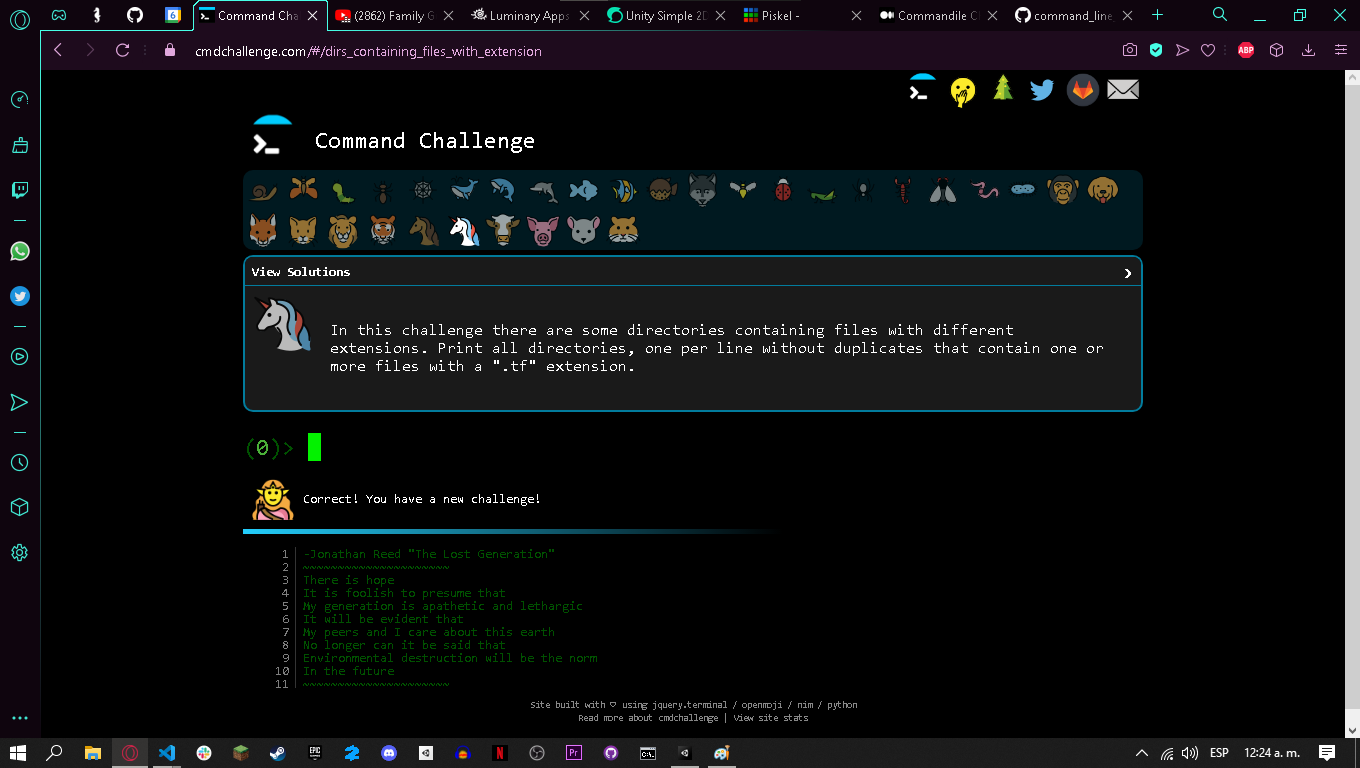 Command Cha
(2862) Family G
Luminary Apps
Unity Simple 2D
Piskel -
Commandile C
command_line
cmdchallenge.com/#/dirs_containing_files_with_extension
ABP
Command Challenge
View Solutions
In this challenge there are some directories containing files with different
extensions. Print all directories, one per line without duplicates that contain one or
more files with a ".tf" extension.
(0)>
Correct! You have a new challenge!
1 -Jonathan Reed "The Lost Generation"
2 ~~~~~~~~~~~~~~~~~~~~~
3 There is hope
4 It is foolish to presume that
5 My generation is apathetic and lethargic
6 It will be evident that
7 My peers and I care about this earth
8 No longer can it be said that
9 Environmental destruction will be the norm
10 In the future
11 ~~~~~~~~~~~~~~~~~~~~~
Site built with ♡ using jquery.terminal / openmoji / nim / python
Read more about cmdchallenge | View site stats
ESP
12:24 a. m.